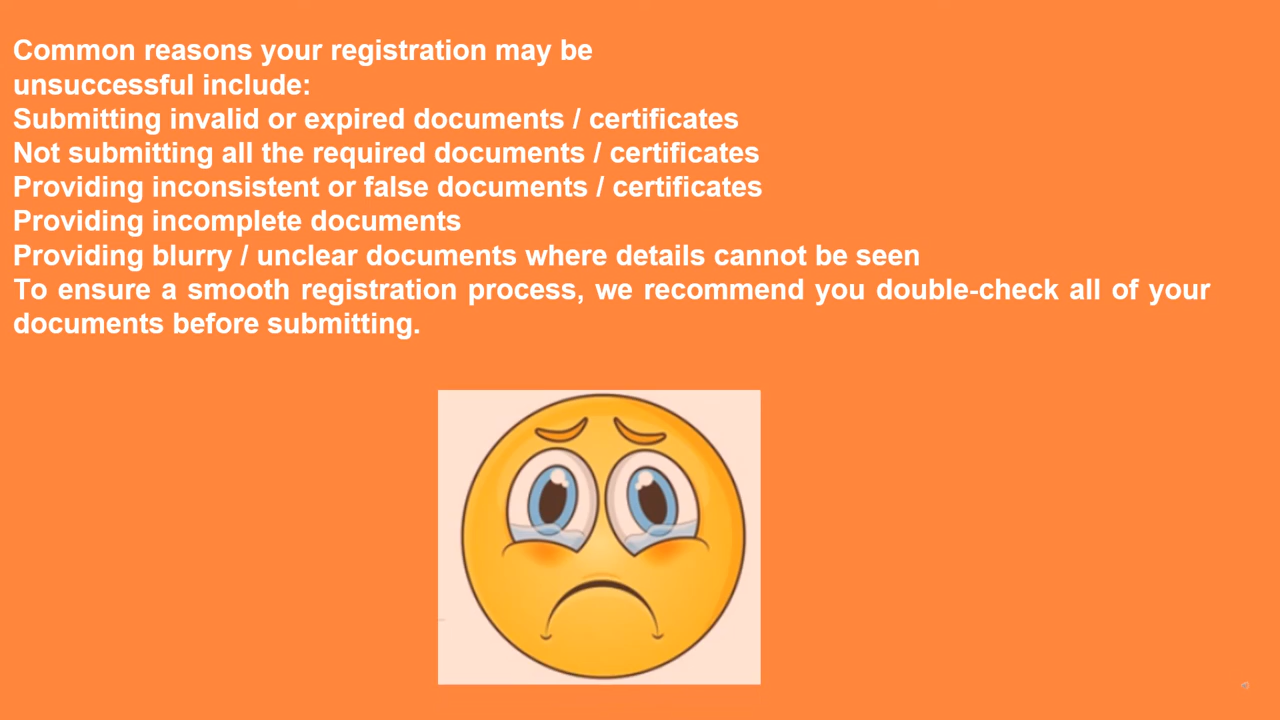 Common reasons your registration may be
unsuccessful include:
Submitting invalid or expired documents / certificates
Not submitting all the required documents / certificates
Providing inconsistent or false documents / certificates
Providing incomplete documents
Providing blurry / unclear documents where details cannot be seen
To ensure a smooth registration process, we recommend you double-check all of your
documents before submitting.